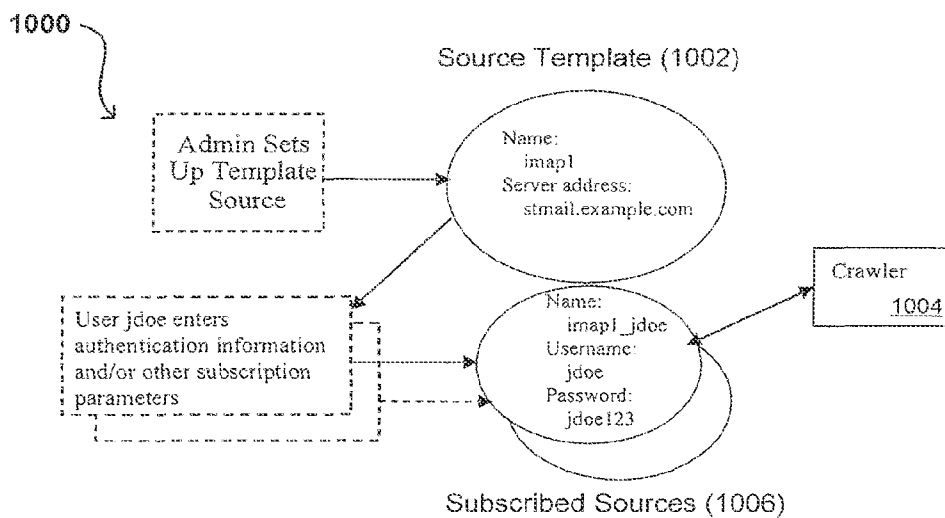 1000
Source Template (1002)
Admin Sets
Up Template
Source
Name:
imap1
Server address:
stmail.example.com
User jdoe enters
authentication information
and/or other subscription
parameters
Name:
imap1_jdoe
Username:
jdoe
Password:
jdoe123
Crawler
1004
Subscribed Sources (1006)